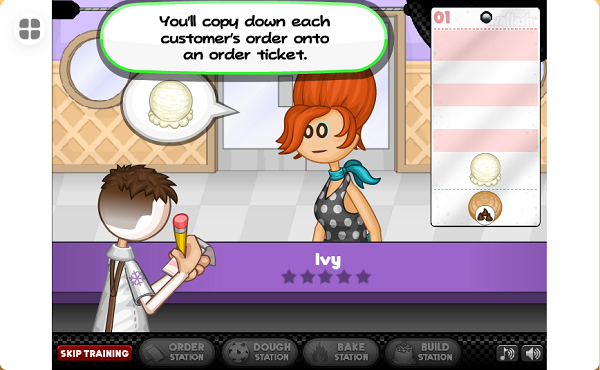 You'll copy down each
customer's order onto
an order ticket.
01
Ivy
SKIP TRAINING
ORDER
STATION
DOUGH
STATION
BAKE
STATION
BUILD
STATION